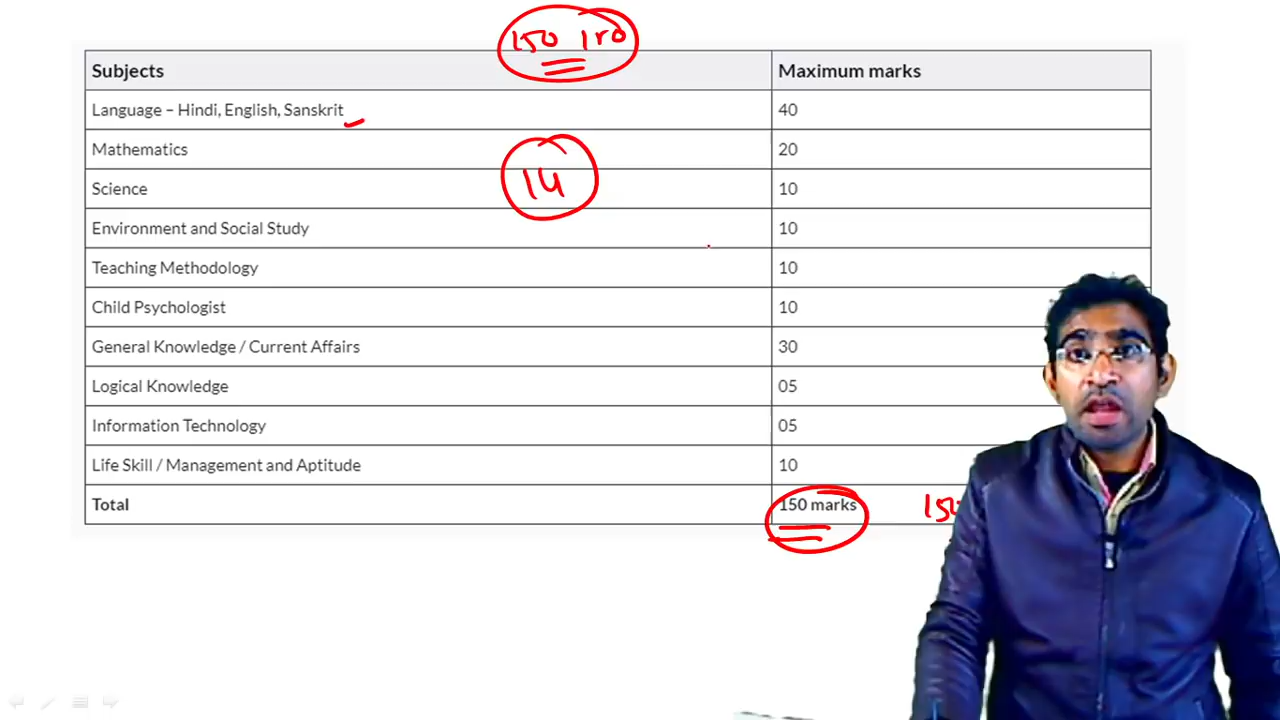 150 150
Subjects Maximum marks
Language – Hindi, English, Sanskrit 40
Mathematics 20
14
Science 10
Environment and Social Study 10
Teaching Methodology 10
Child Psychologist 10
General Knowledge / Current Affairs 30
Logical Knowledge 05
Information Technology 05
Life Skill / Management and Aptitude 10
Total 150 marks 150